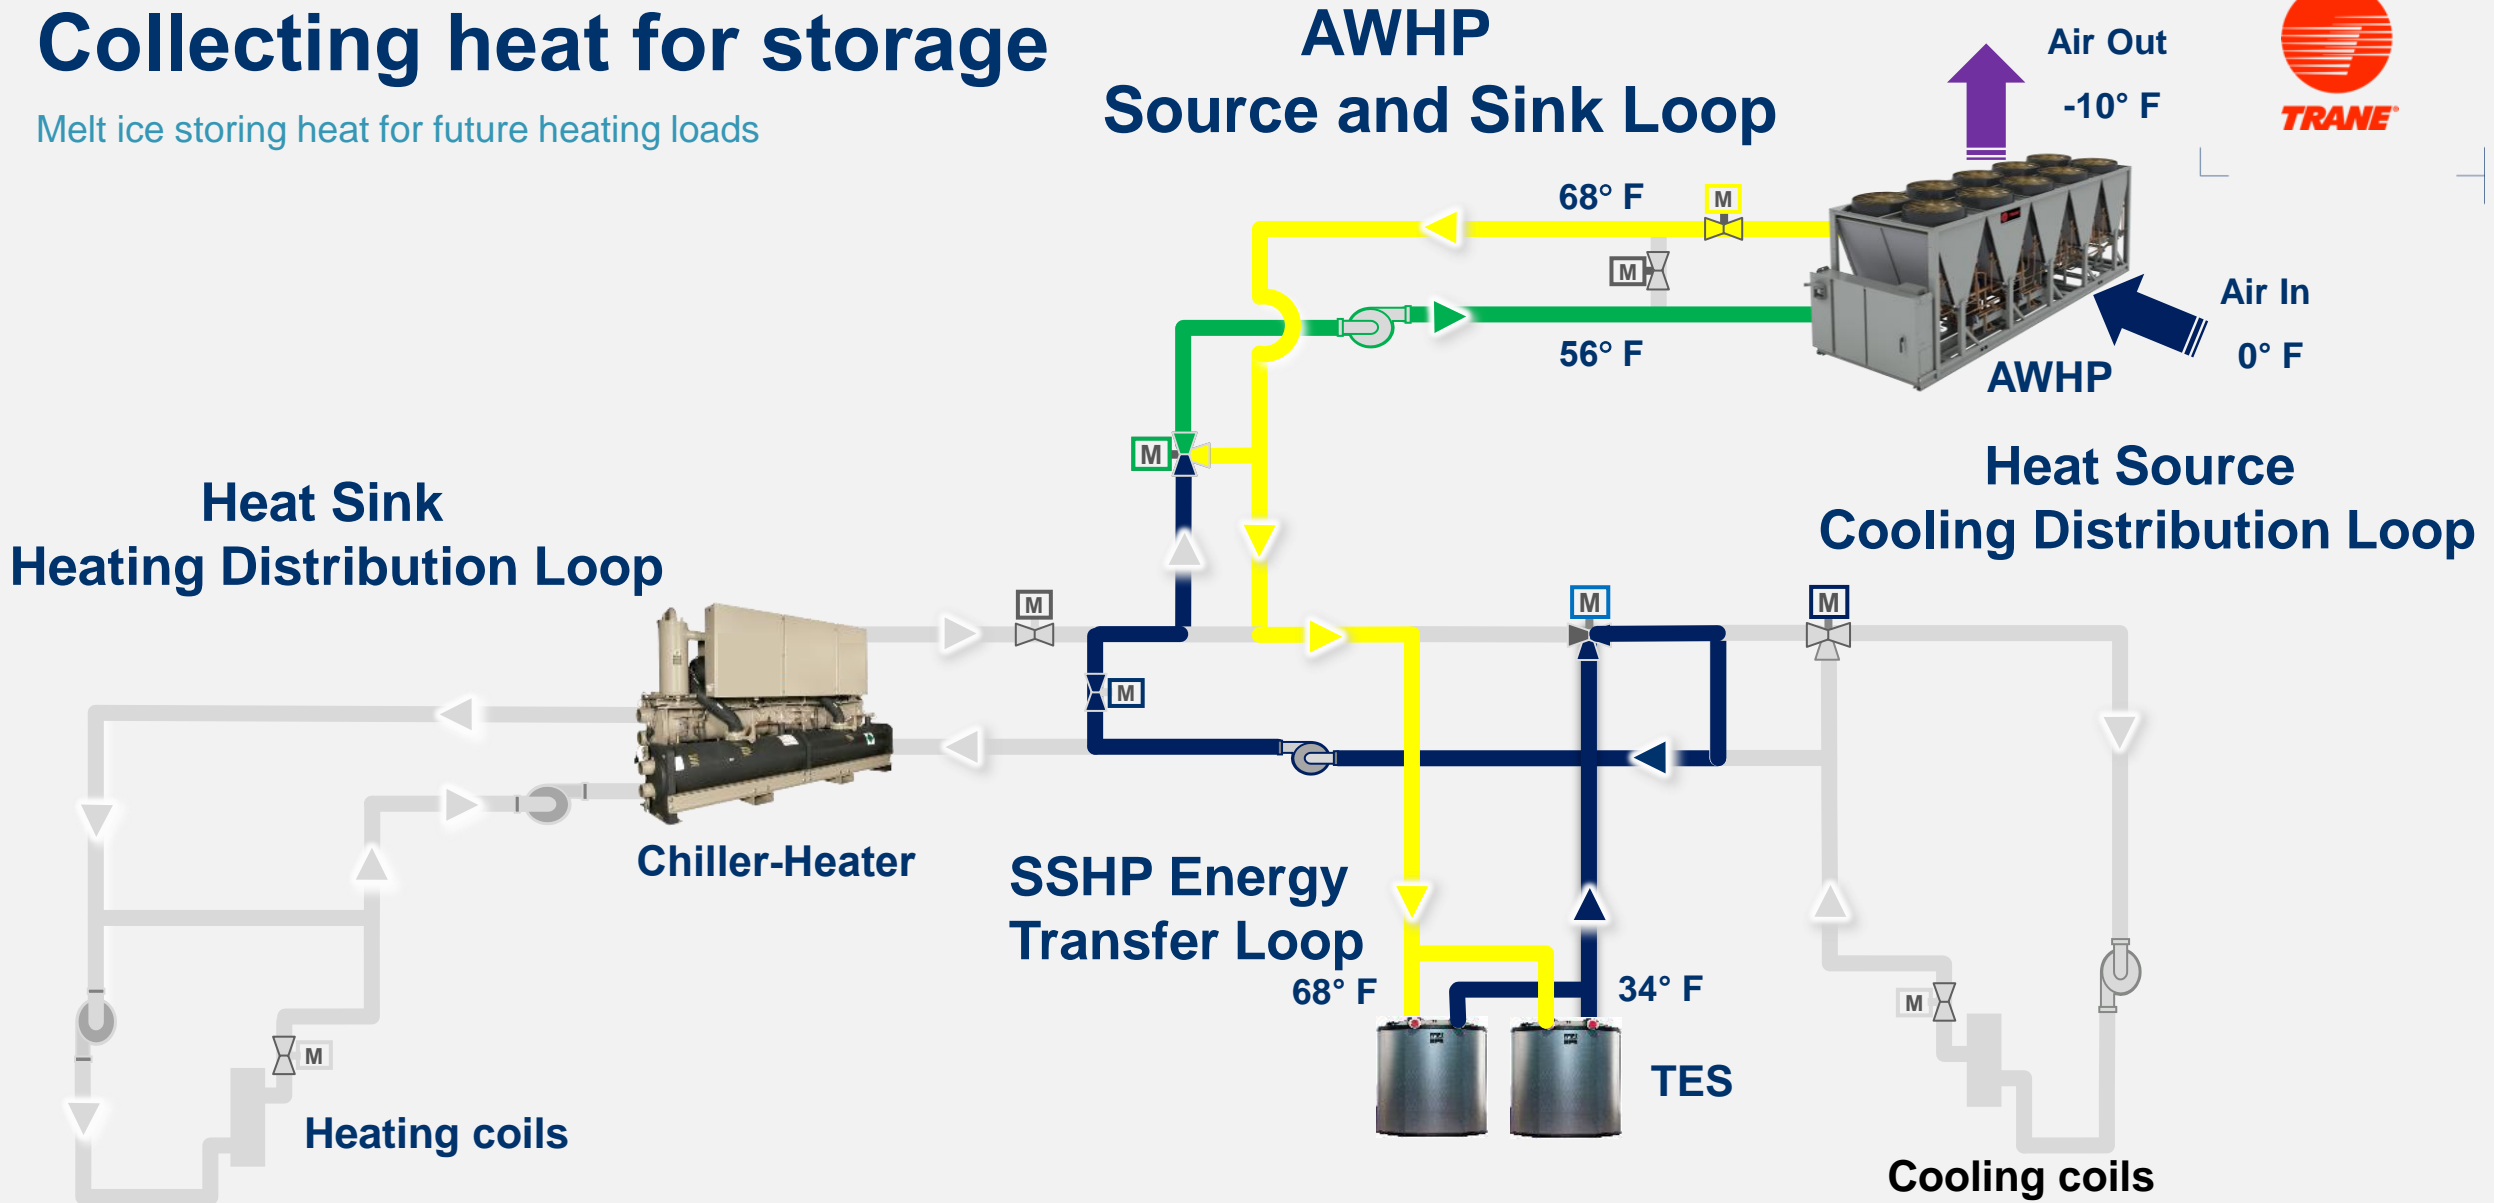 Collecting heat for storage
Melt ice storing heat for future heating loads
AWHP
Source and Sink Loop
Air Out
-10° F
TRANE®
68° F
M
M
56° F
Air In
0° F
AWHP
M
Heat Sink
Heating Distribution Loop
Heat Source
Cooling Distribution Loop
M
M
M
M
Chiller-Heater
SSHP Energy
Transfer Loop
68° F
34° F
M
M
TES
Heating coils
Cooling coils